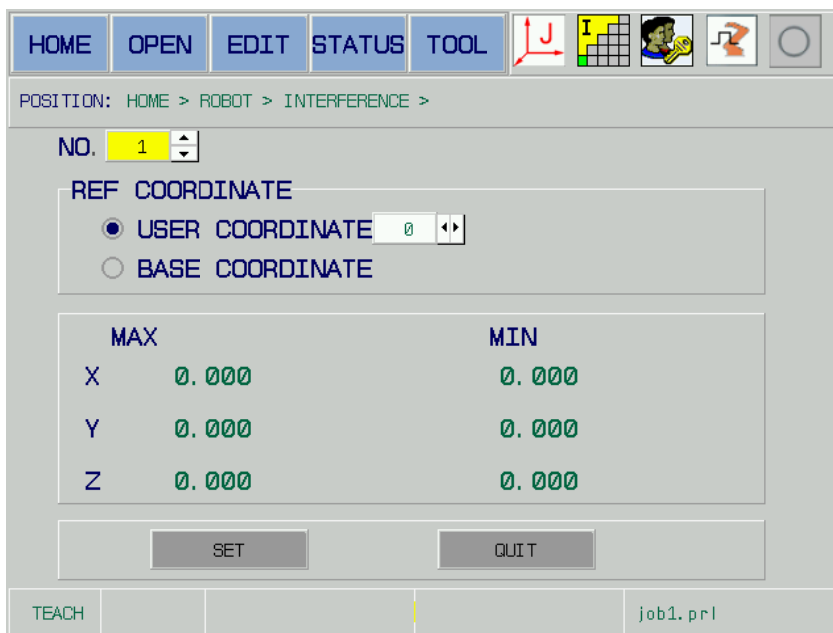 HOME OPEN EDIT STATUS TOOL J I
POSITION: HOME > ROBOT > INTERFERENCE >
NO. 1
REF COORDINATE
USER COORDINATE 0
BASE COORDINATE
MAX MIN
X 0.000 0.000
Y 0.000 0.000
Z 0.000 0.000
SET QUIT
TEACH job1.prl